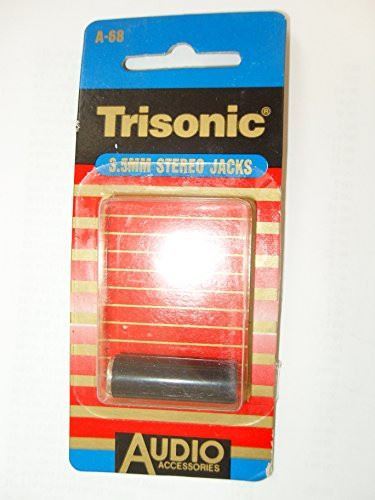 A-68
Trisonic®
3.5MM STEREO JACKS
AUDIO
ACCESSORIES